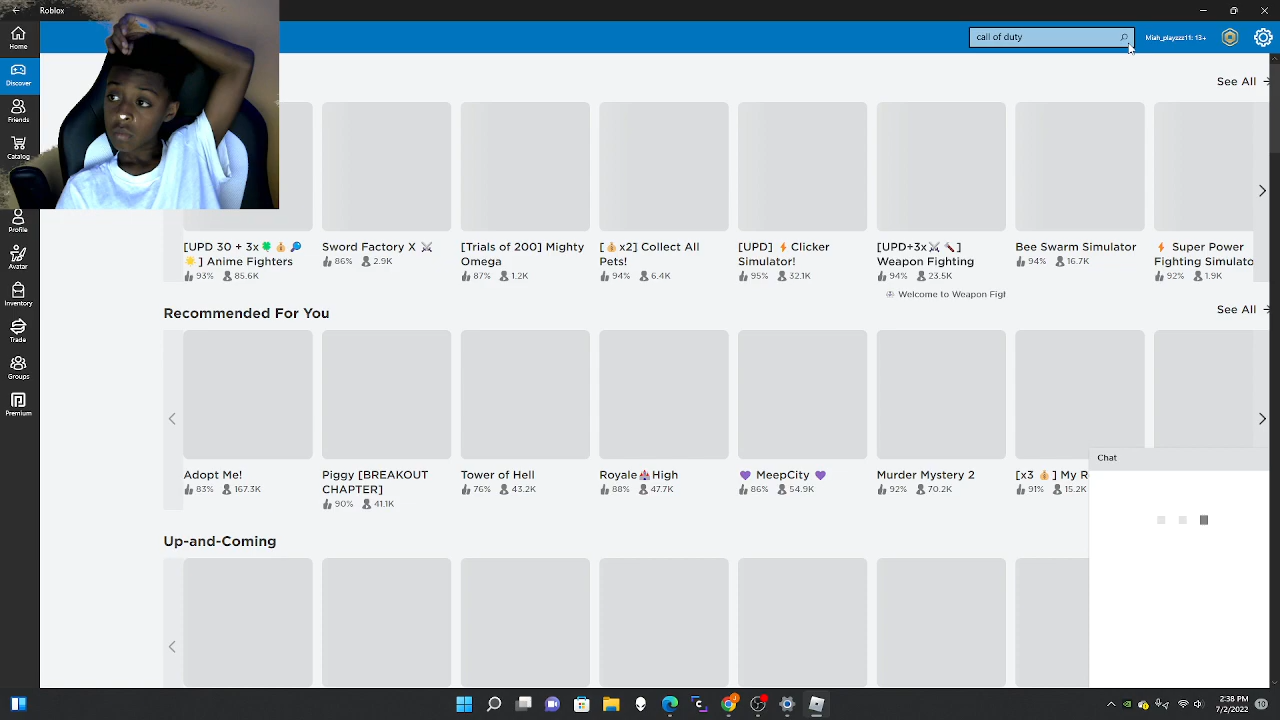 Roblox
Home
call of duty
Miah_playzzz11: 13+
Discover
See All
Friends
Catalog
Profile
[UPD 30 + 3x🍀💰🔎
☀️] Anime Fighters
93% 85.6K
Sword Factory X ⚔️
86% 2.9K
[Trials of 200] Mighty
Omega
87% 1.2K
[💰x2] Collect All
Pets!
94% 6.4K
[UPD] ⚡Clicker
Simulator!
95% 32.1K
[UPD+3x⚔️🔪]
Weapon Fighting
94% 23.5K
Welcome to Weapon Figh
Bee Swarm Simulator
94% 16.7K
⚡ Super Power
Fighting Simulato
92% 1.9K
Avatar
Inventory
Trade
Groups
Premium
Recommended For You
See All
Adopt Me!
83% 167.3K
Piggy [BREAKOUT
CHAPTER]
90% 41.1K
Tower of Hell
76% 43.2K
Royale🏰High
88% 47.7K
💜 MeepCity 💜
86% 54.9K
Murder Mystery 2
92% 70.2K
[x3 💰] My R
91% 15.2K
Chat
Up-and-Coming
2:38 PM
7/2/2022
10